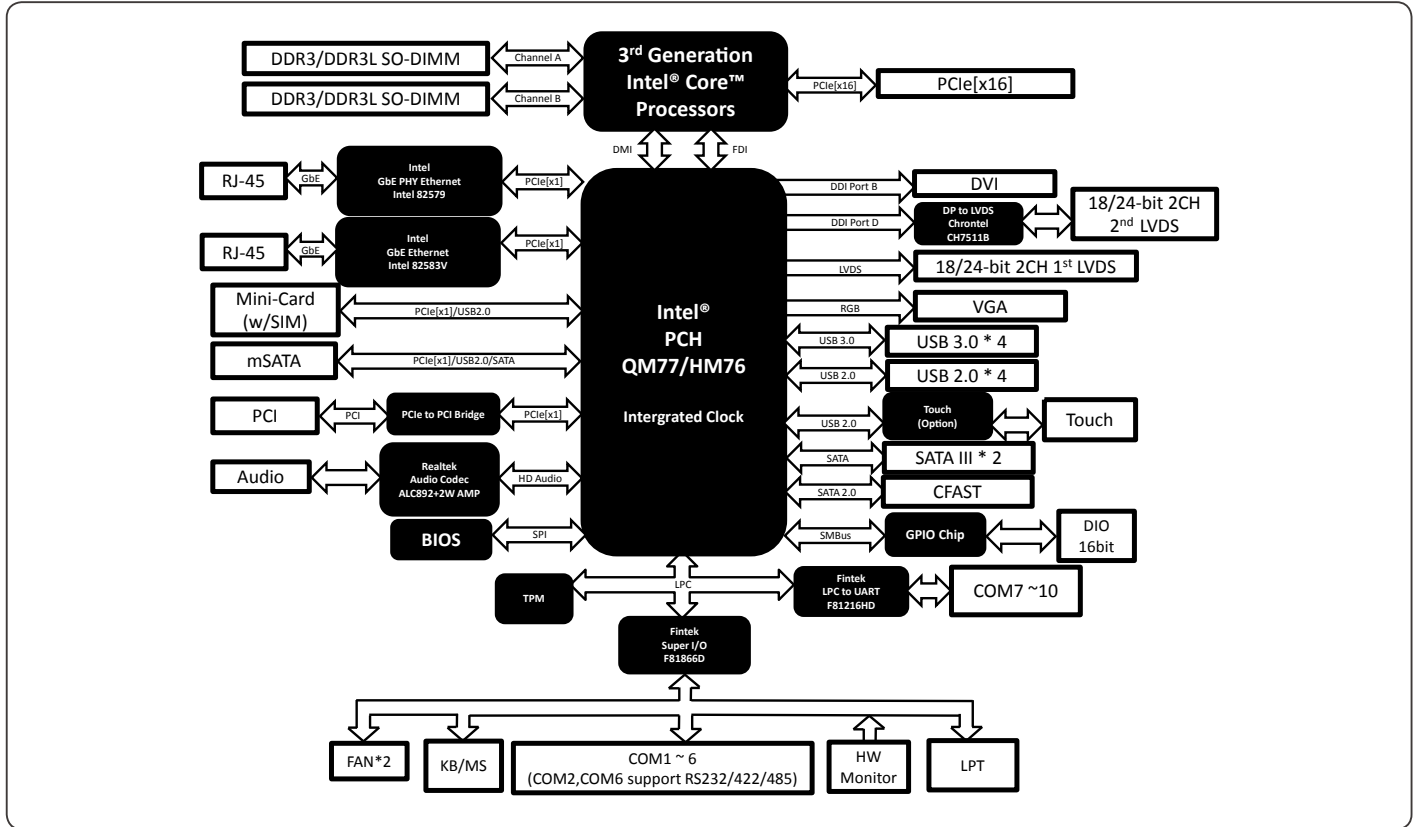 DDR3/DDR3L SO-DIMM
Channel A
DDR3/DDR3L SO-DIMM
Channel B
3rd Generation
Intel® Core™
Processors
PCIe[x16]
PCIe[x16]
DMI
FDI
RJ-45
GbE
Intel
GbE PHY Ethernet
Intel 82579
PCIe[x1]
RJ-45
GbE
Intel
GbE Ethernet
Intel 82583V
PCIe[x1]
Mini-Card
(w/SIM)
PCIe[x1]/USB2.0
mSATA
PCIe[x1]/USB2.0/SATA
PCI
PCI
PCIe to PCI Bridge
PCIe[x1]
Audio
Realtek
Audio Codec
ALC892+2W AMP
HD Audio
BIOS
SPI
Intel®
PCH
QM77/HM76
Intergrated Clock
DDI Port B
DVI
DDI Port D
DP to LVDS
Chrontel
CH7511B
18/24-bit 2CH
2nd LVDS
LVDS
18/24-bit 2CH 1st LVDS
RGB
VGA
USB 3.0
USB 3.0 * 4
USB 2.0
USB 2.0 * 4
USB 2.0
Touch
(Option)
Touch
SATA
SATA III * 2
SATA 2.0
CFAST
SMBus
GPIO Chip
DIO
16bit
TPM
LPC
Fintek
LPC to UART
F81216HD
COM7 ~10
Fintek
Super I/O
F81866D
FAN*2
KB/MS
COM1 ~ 6
(COM2,COM6 support RS232/422/485)
HW
Monitor
LPT